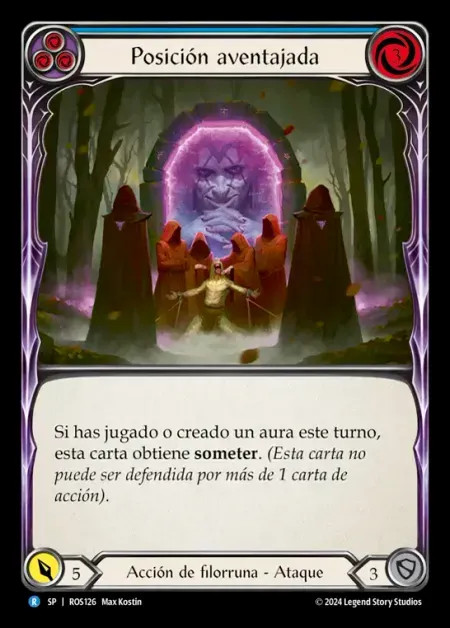 Posición aventajada
3
Si has jugado o creado un aura este turno,
esta carta obtiene someter. (Esta carta no
puede ser defendida por más de 1 carta de
acción).
5
Acción de filorruna - Ataque
3
R SP | ROS126 Max Kostin
© 2024 Legend Story Studios